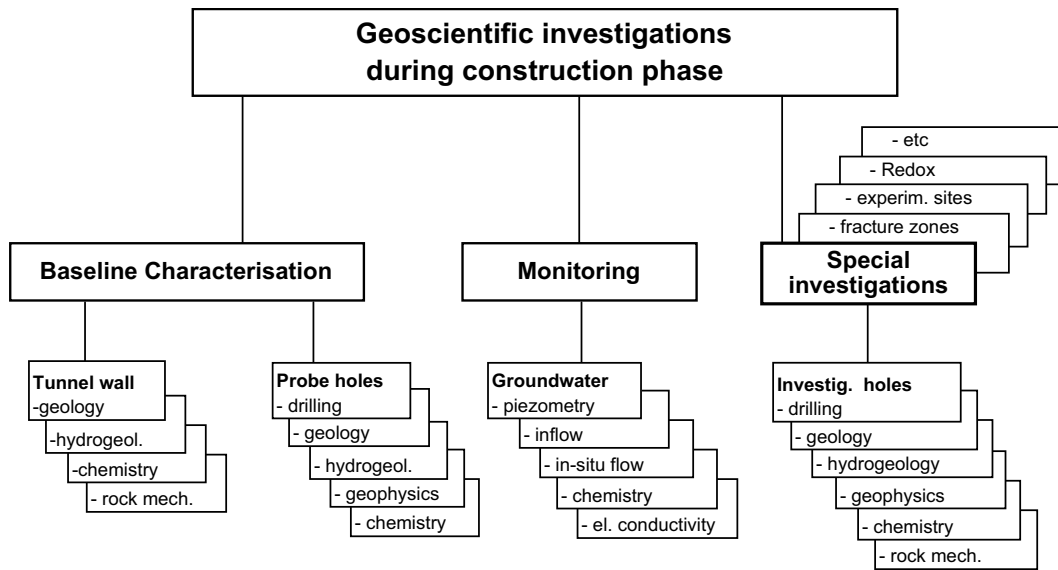 Geoscientific investigations
during construction phase
- etc
- Redox
- experim. sites
- fracture zones
Baseline Characterisation
Monitoring
Special
investigations
Tunnel wall
-geology
-hydrogeol.
-chemistry
- rock mech.
Probe holes
- drilling
- geology
- hydrogeol.
- geophysics
- chemistry
Groundwater
- piezometry
- inflow
- in-situ flow
- chemistry
- el. conductivity
Investig. holes
- drilling
- geology
- hydrogeology
- geophysics
- chemistry
- rock mech.